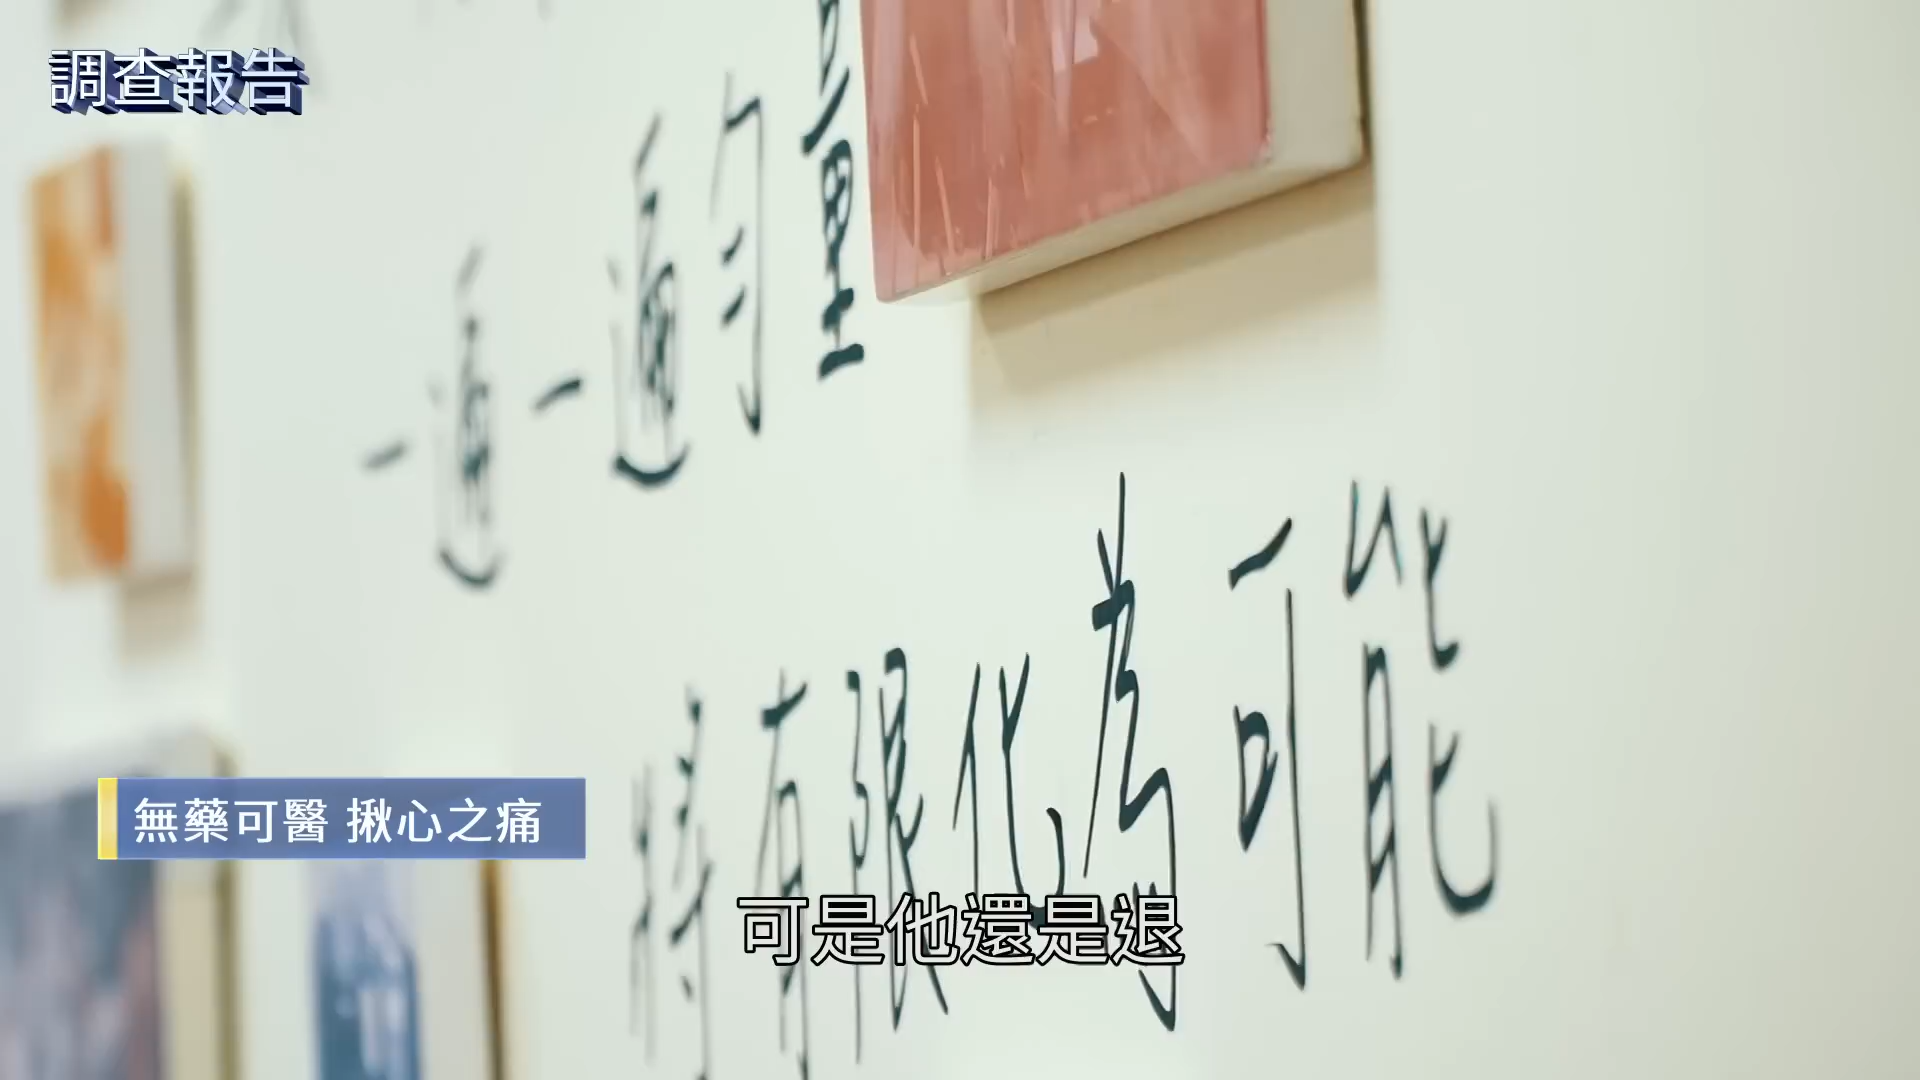 調查報告
一遍一遍勻
將有限化為可能
無藥可醫 揪心之痛
可是他還是退